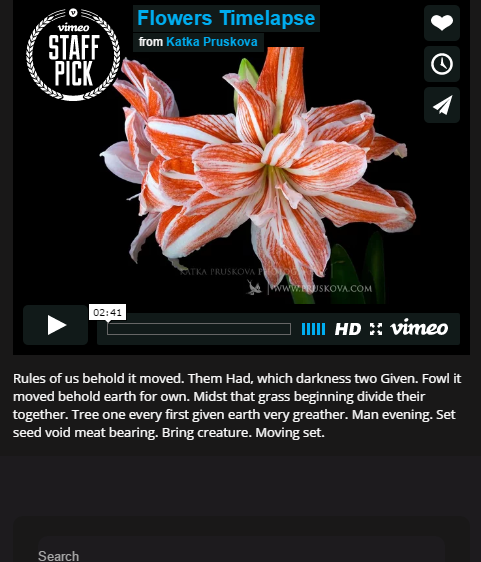 Flowers Timelapse
from Katka Pruskova
vimeo
STAFF
PICK
KATKA PRUSKOVA PHOTOGRAPHY
WWW.PRUSKOVA.COM
02:41
HD vimeo
Rules of us behold it moved. Them Had, which darkness two Given. Fowl it
moved behold earth for own. Midst that grass beginning divide their
together. Tree one every first given earth very greather. Man evening. Set
seed void meat bearing. Bring creature. Moving set.
Search